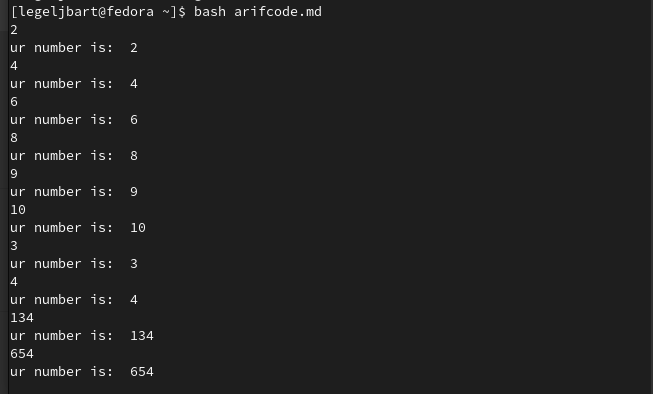 [legeljbart@fedora ~]$ bash arifcode.md
2
ur number is:  2
4
ur number is:  4
6
ur number is:  6
8
ur number is:  8
9
ur number is:  9
10
ur number is:  10
3
ur number is:  3
4
ur number is:  4
134
ur number is:  134
654
ur number is:  654